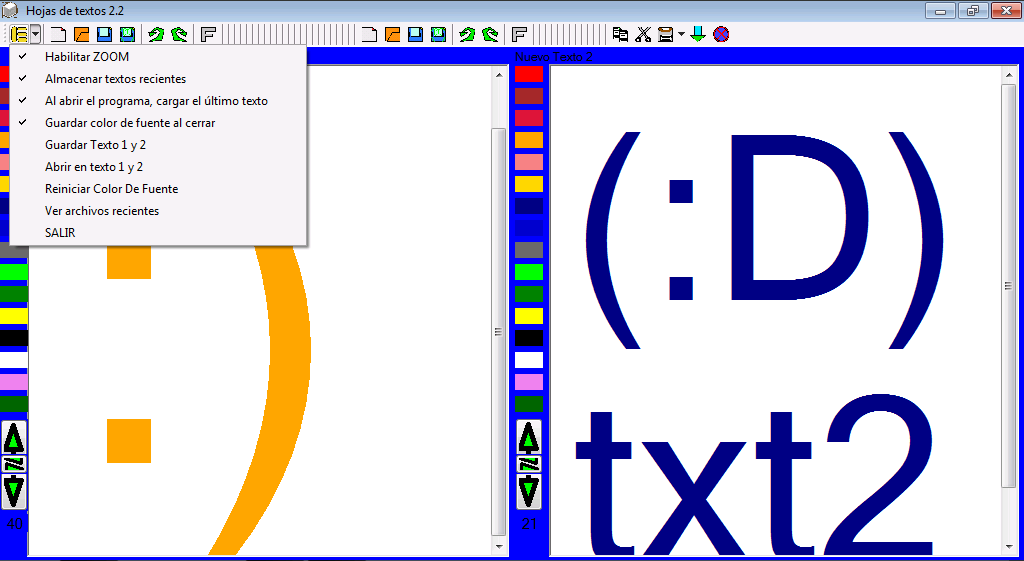 Hojas de textos 2.2
Nuevo Texto 2
Habilitar ZOOM
Almacenar textos recientes
Al abrir el programa, cargar el último texto
Guardar color de fuente al cerrar
Guardar Texto 1 y 2
Abrir en texto 1 y 2
Reiniciar Color De Fuente
Ver archivos recientes
SALIR
:)
40
(:D)
txt2
21